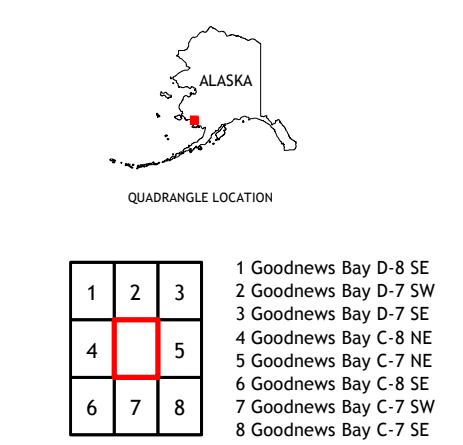 ALASKA
QUADRANGLE LOCATION
1 2 3
4 5
6 7 8
1 Goodnews Bay D-8 SE
2 Goodnews Bay D-7 SW
3 Goodnews Bay D-7 SE
4 Goodnews Bay C-8 NE
5 Goodnews Bay C-7 NE
6 Goodnews Bay C-8 SE
7 Goodnews Bay C-7 SW
8 Goodnews Bay C-7 SE